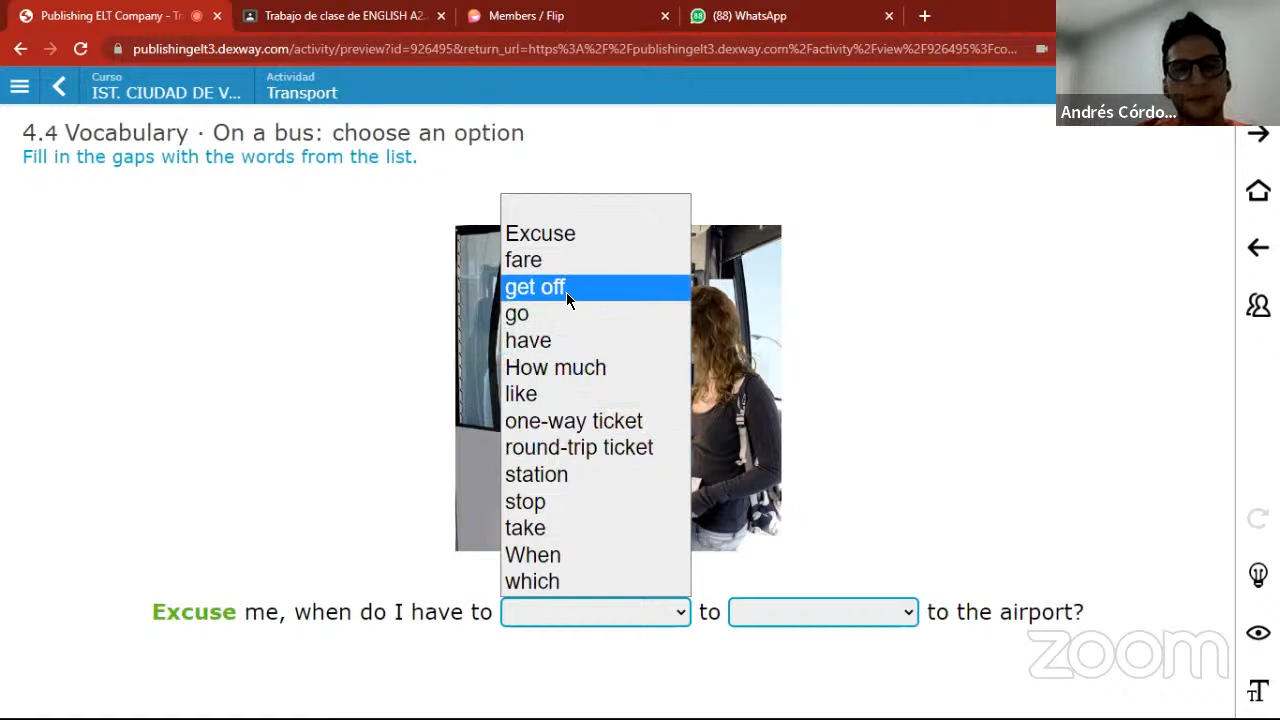 Publishing ELT Company - Tr
Trabajo de clase de ENGLISH A2.
Members / Flip
88
(88) WhatsApp
publishingelt3.dexway.com/activity/preview?id=926495&return_url=https%3A%2F%2Fpublishingelt3.dexway.com%2Factivity%2Fview%2F926495%3Fco...
Curso
IST. CIUDAD DE V...
Actividad
Transport
Andrés Córdo...
4.4 Vocabulary · On a bus: choose an option
Fill in the gaps with the words from the list.
Excuse
fare
get off
go
have
How much
like
one-way ticket
round-trip ticket
station
stop
take
When
which
Excuse me, when do I have to to to the airport?
zoom
TT